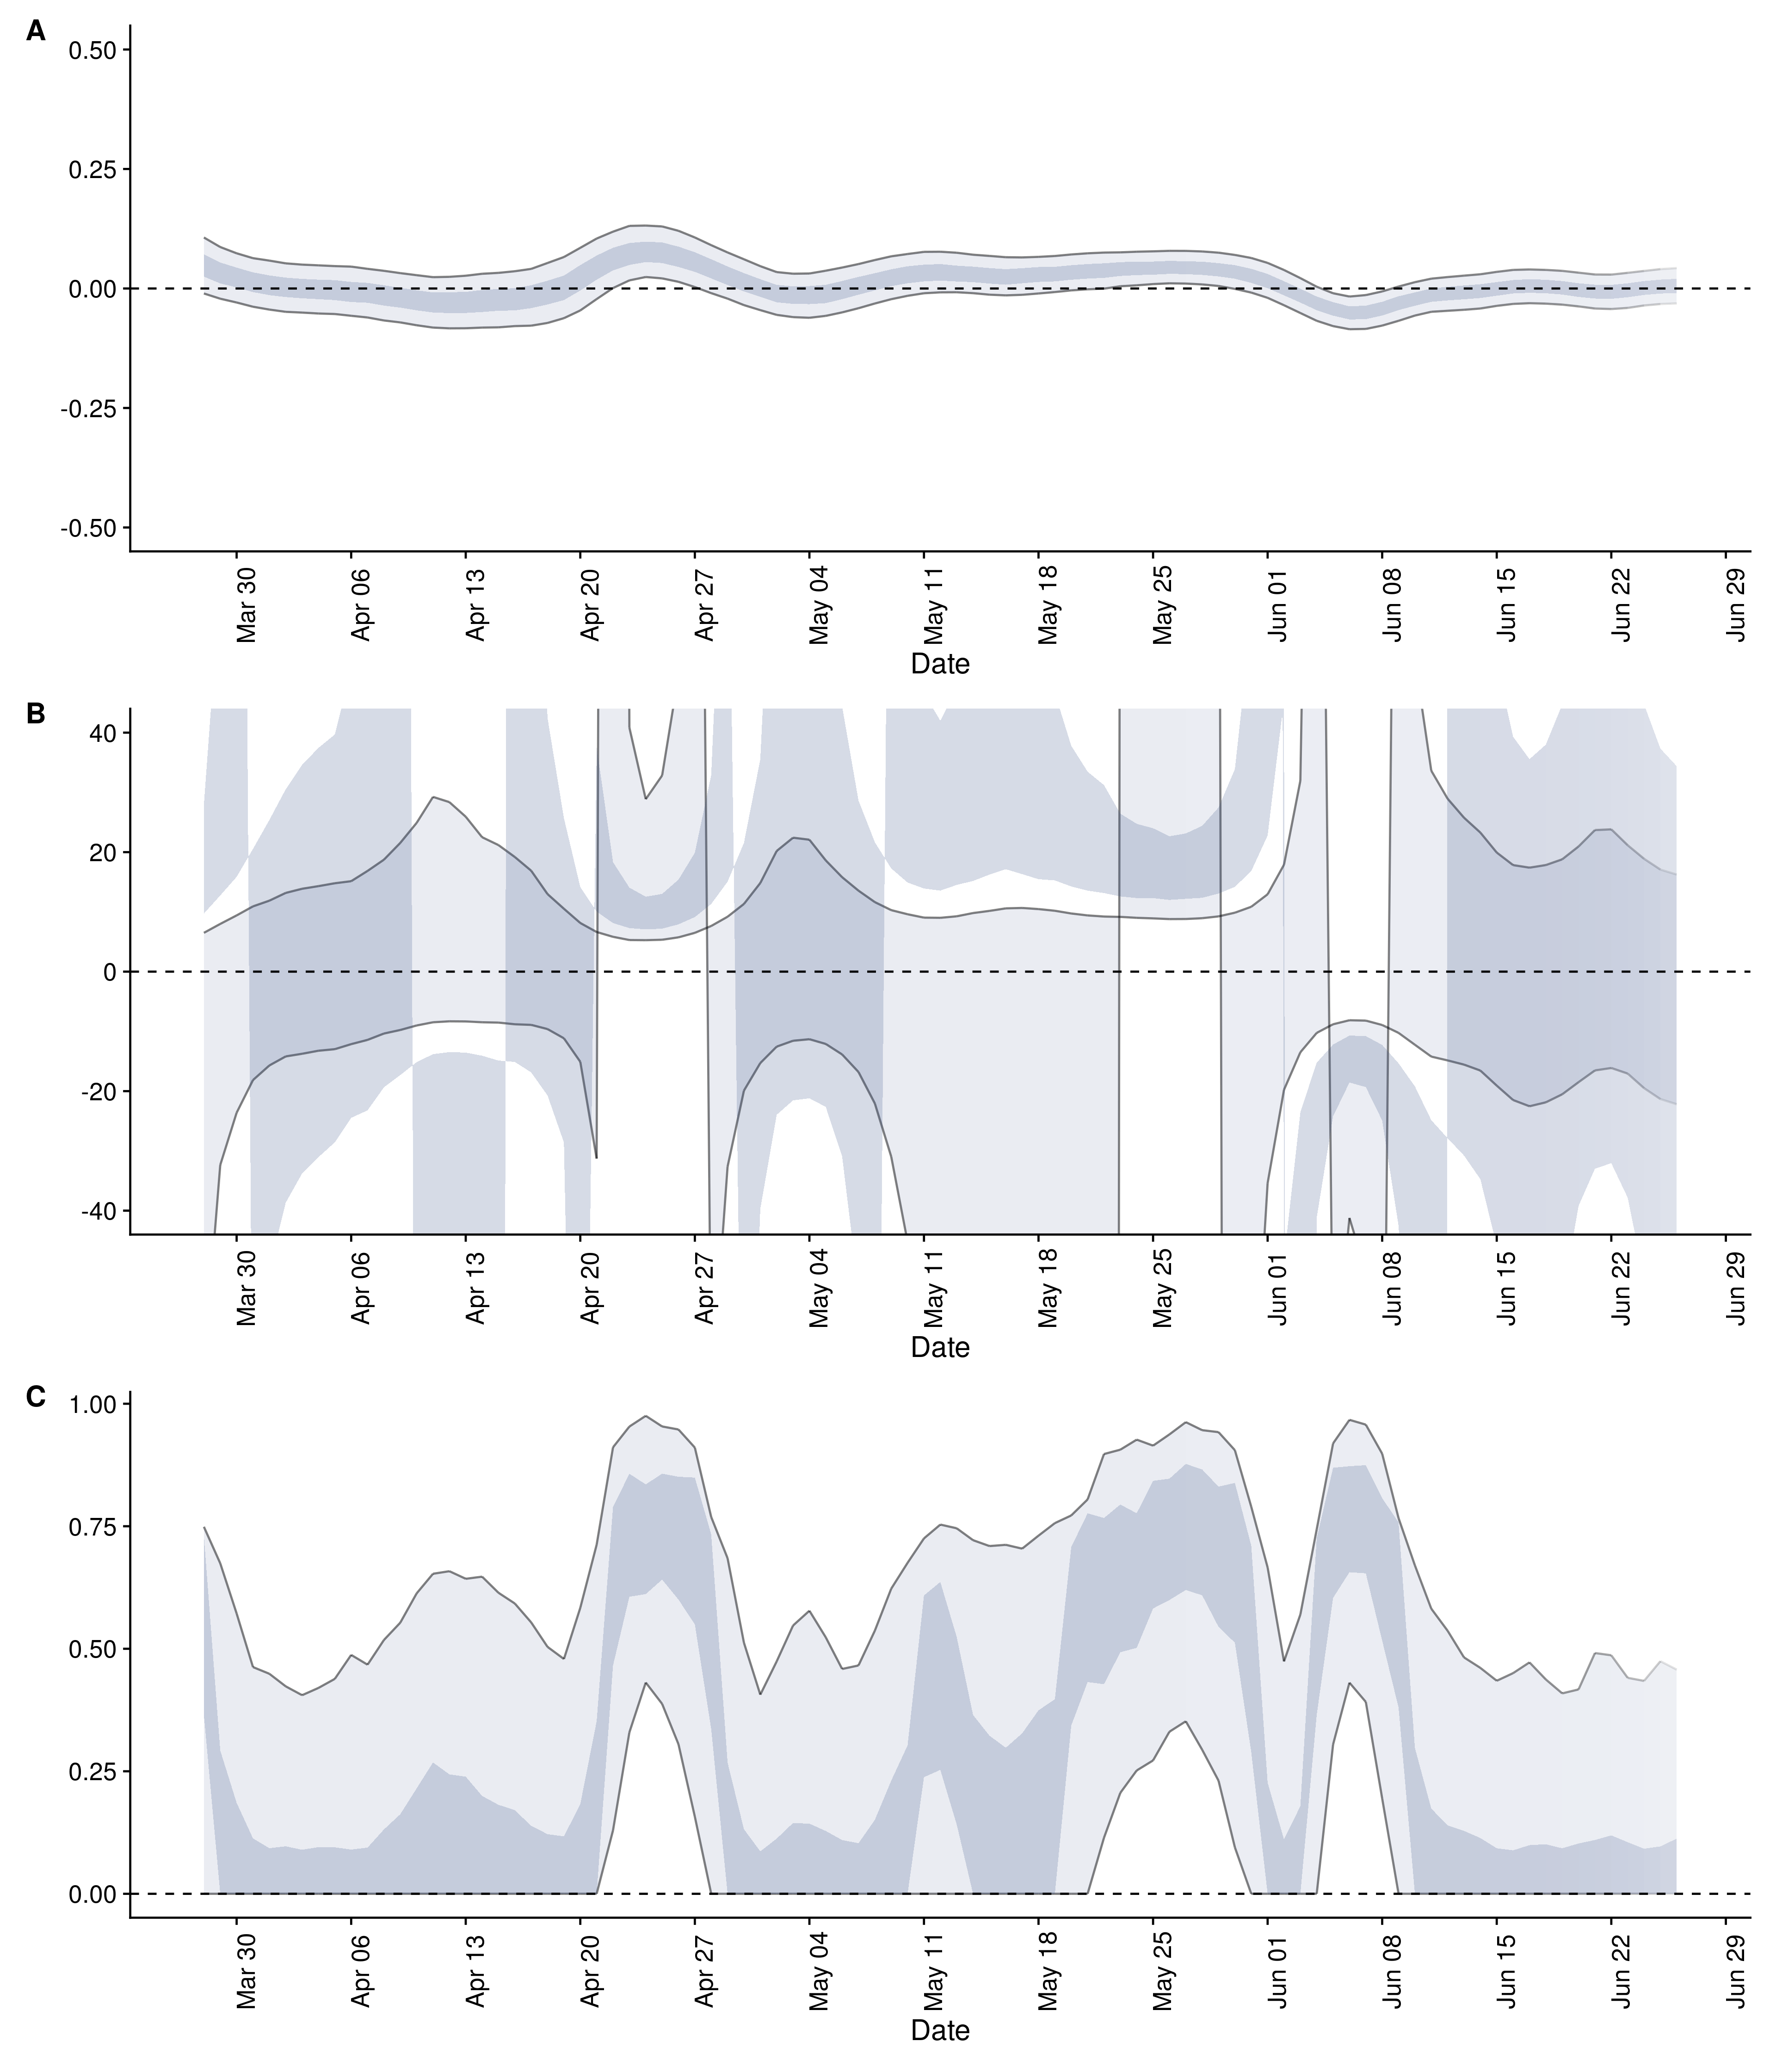 A
0.50
0.25
0.00
-0.25
-0.50
Mar 30
Apr 06
Apr 13
Apr 20
Apr 27
May 04
May 11
May 18
May 25
Jun 01
Jun 08
Jun 15
Jun 22
Jun 29
Date
B
40
20
0
-20
-40
Mar 30
Apr 06
Apr 13
Apr 20
Apr 27
May 04
May 11
May 18
May 25
Jun 01
Jun 08
Jun 15
Jun 22
Jun 29
Date
C
1.00
0.75
0.50
0.25
0.00
Mar 30
Apr 06
Apr 13
Apr 20
Apr 27
May 04
May 11
May 18
May 25
Jun 01
Jun 08
Jun 15
Jun 22
Jun 29
Date